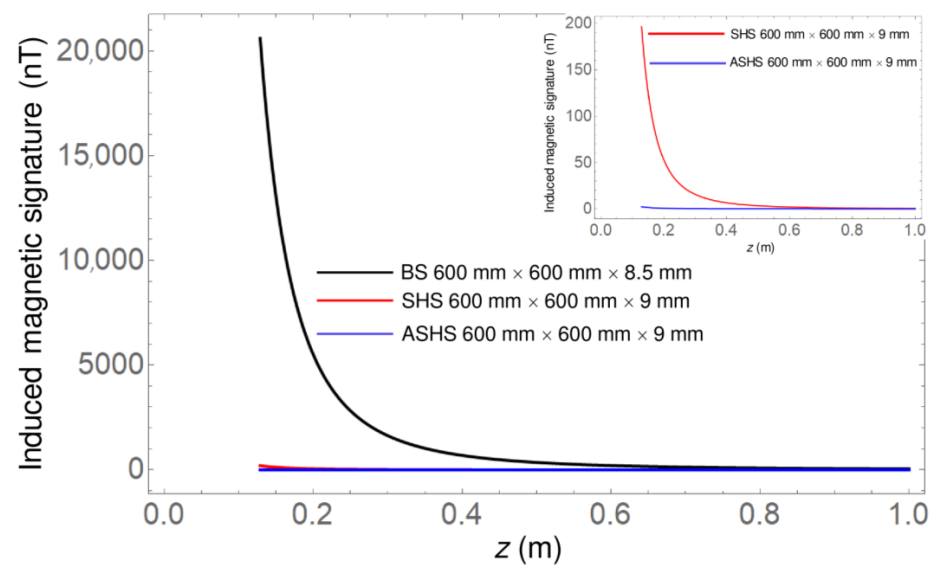 Induced magnetic signature (nT)
20,000
15,000
10,000
5000
0
0.0 0.2 0.4 0.6 0.8 1.0
z (m)
BS 600 mm × 600 mm × 8.5 mm
SHS 600 mm × 600 mm × 9 mm
ASHS 600 mm × 600 mm × 9 mm
Induced magnetic signature (nT)
200
150
100
50
0
0.0 0.2 0.4 0.6 0.8 1.0
z (m)
SHS 600 mm × 600 mm × 9 mm
ASHS 600 mm × 600 mm × 9 mm